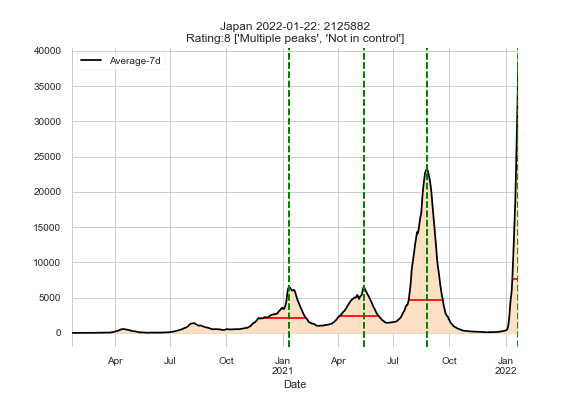 Japan 2022-01-22: 2125882
Rating:8 ['Multiple peaks', 'Not in control']
Average-7d
40000
35000
30000
25000
20000
15000
10000
5000
0
Apr Jul Oct Jan Apr Jul Oct Jan
2021 2022
Date